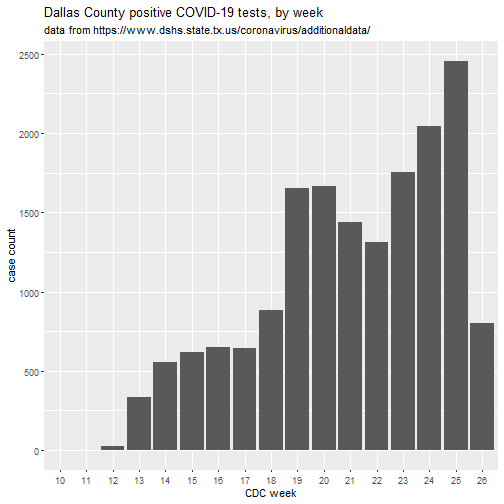 Dallas County positive COVID-19 tests, by week
data from https://www.dshs.state.tx.us/coronavirus/additionaldata/
2500
2000
1500
1000
500
0
case count
10 11 12 13 14 15 16 17 18 19 20 21 22 23 24 25 26
CDC week